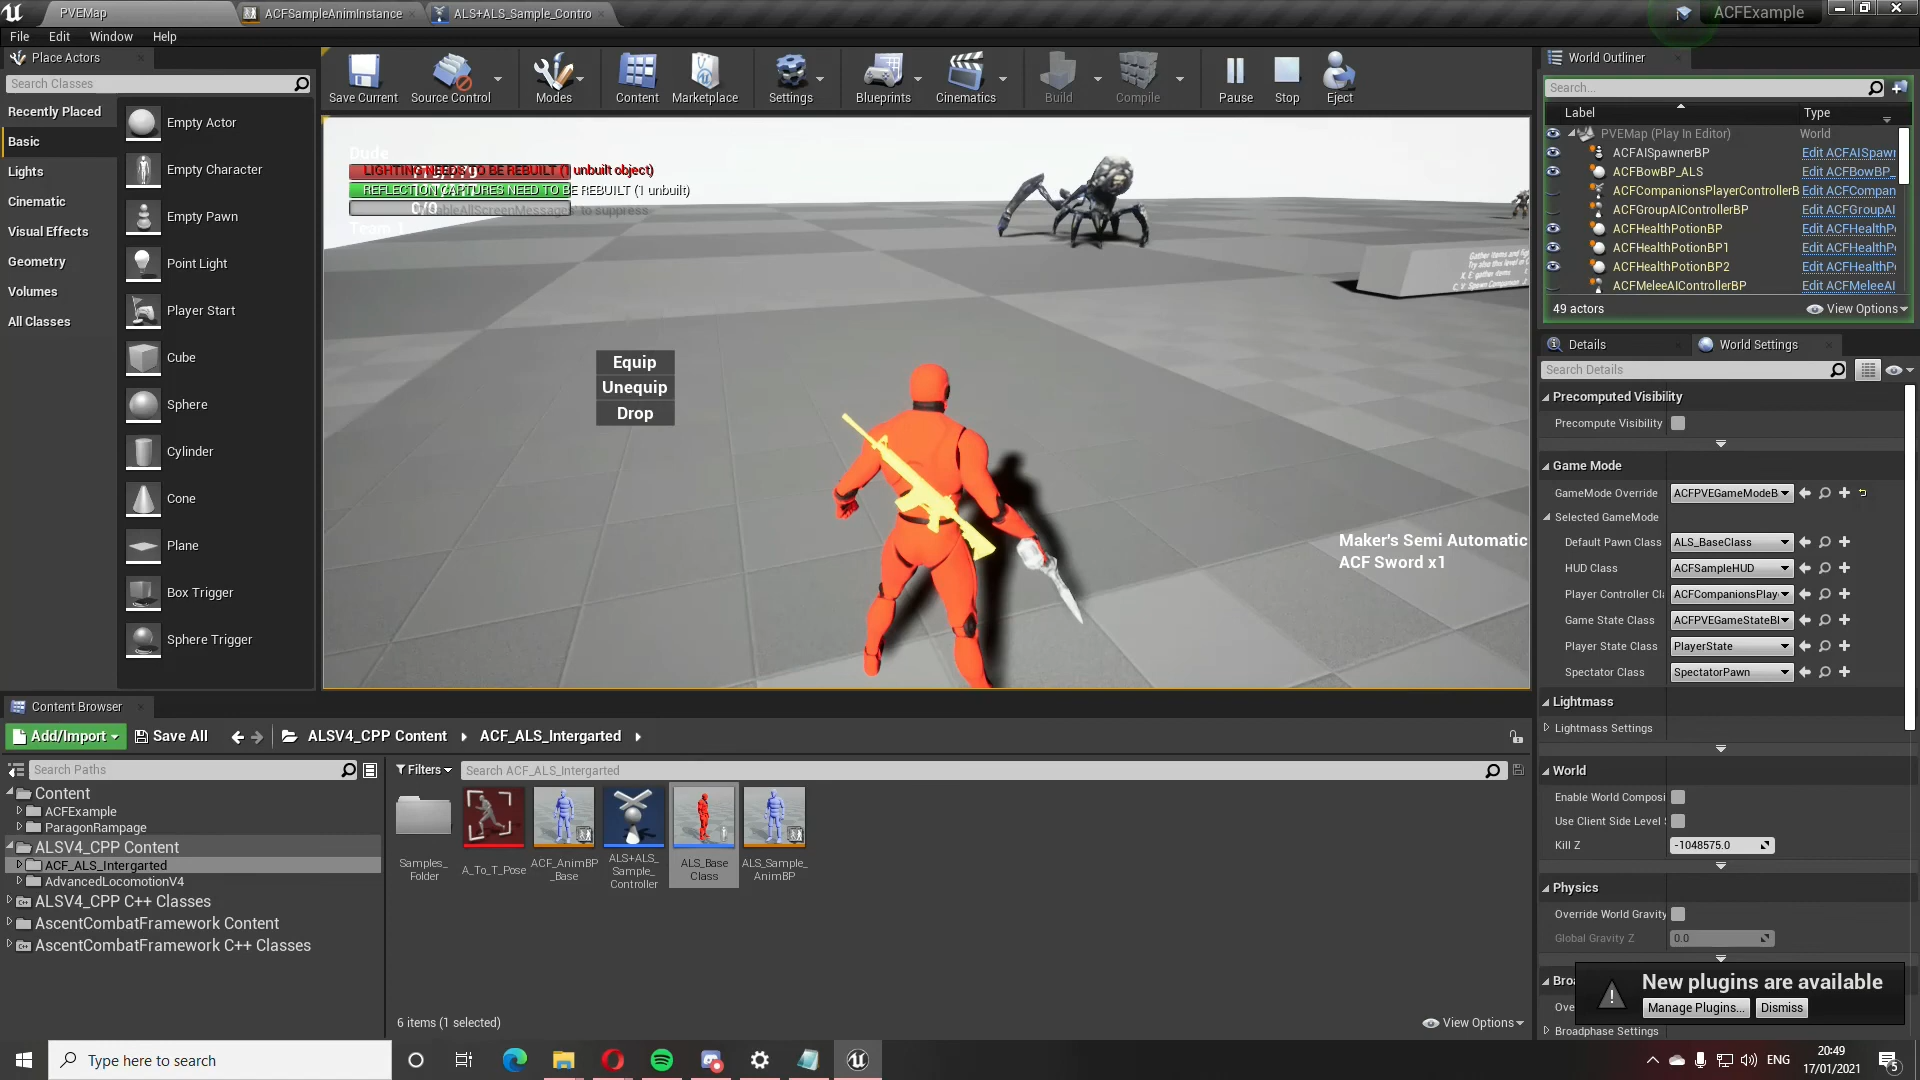 PVEMap
ACFSampleAnimInstance
ALS+ALS_Sample_Contro
ACFExample
File
Edit
Window
Help
Place Actors
Search Classes
Recently Placed
Basic
Lights
Cinematic
Visual Effects
Geometry
Volumes
All Classes
Empty Actor
Empty Character
Empty Pawn
Point Light
Player Start
Cube
Sphere
Cylinder
Cone
Plane
Box Trigger
Sphere Trigger
Save Current
Source Control
Modes
Content
Marketplace
Settings
Blueprints
Cinematics
Build
Compile
Pause
Stop
Eject
Dude
LIGHTING NEEDS TO BE REBUILT (1 unbuilt object)
REFLECTION CAPTURES NEED TO BE REBUILT (1 unbuilt)
0/0
ableAllScreenMessages' to suppress
Team 1
Equip
Unequip
Drop
Maker's Semi Automatic
ACF Sword x1
World Outliner
Search...
Label
Type
PVEMap (Play In Editor)
World
ACFAISpawnerBP
Edit ACFAISpawr
ACFBowBP_ALS
Edit ACFBowBP_
ACFCompanionsPlayerControllerB
Edit ACFCompan
ACFGroupAIControllerBP
Edit ACFGroupAI
ACFHealthPotionBP
Edit ACFHealthP
ACFHealthPotionBP1
Edit ACFHealthP
ACFHealthPotionBP2
Edit ACFHealthP
ACFMeleeAIControllerBP
Edit ACFMeleeAI
49 actors
View Options
Details
World Settings
Search Details
Precomputed Visibility
Precompute Visibility
Game Mode
GameMode Override
ACFPVEGameModeB
Selected GameMode
Default Pawn Class
ALS_BaseClass
HUD Class
ACFSampleHUD
Player Controller Cl
ACFCompanionsPlay
Game State Class
ACFPVEGameStateBl
Player State Class
PlayerState
Spectator Class
SpectatorPawn
Lightmass
Lightmass Settings
World
Enable World Composi
Use Client Side Level
Kill Z
-1048575.0
Physics
Override World Gravity
Global Gravity Z
0.0
Bro
Ove
Broadphase Settings
New plugins are available
Manage Plugins...
Dismiss
Content Browser
Add/Import
Save All
ALSV4_CPP Content
ACF_ALS_Intergarted
Search Paths
Filters
Search ACF_ALS_Intergarted
Content
ACFExample
ParagonRampage
ALSV4_CPP Content
ACF_ALS_Intergarted
AdvancedLocomotionV4
ALSV4_CPP C++ Classes
AscentCombatFramework Content
AscentCombatFramework C++ Classes
Samples_
Folder
A_To_T_Pose
ACF_AnimBP
_Base
ALS+ALS_
Sample_
Controller
ALS_Base
Class
ALS_Sample_
AnimBP
6 items (1 selected)
View Options
Type here to search
ENG
20:49
17/01/2021
5